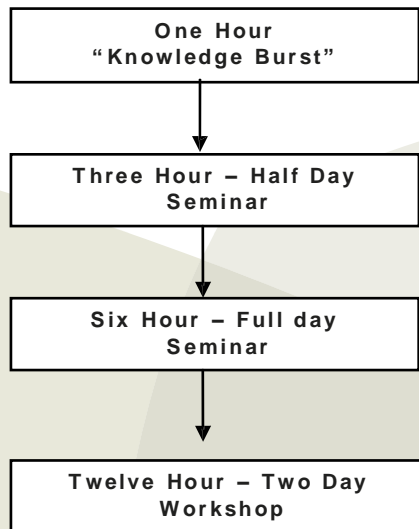 One Hour
“Knowledge Burst”
Three Hour – Half Day
Seminar
Six Hour – Full day
Seminar
Twelve Hour – Two Day
Workshop